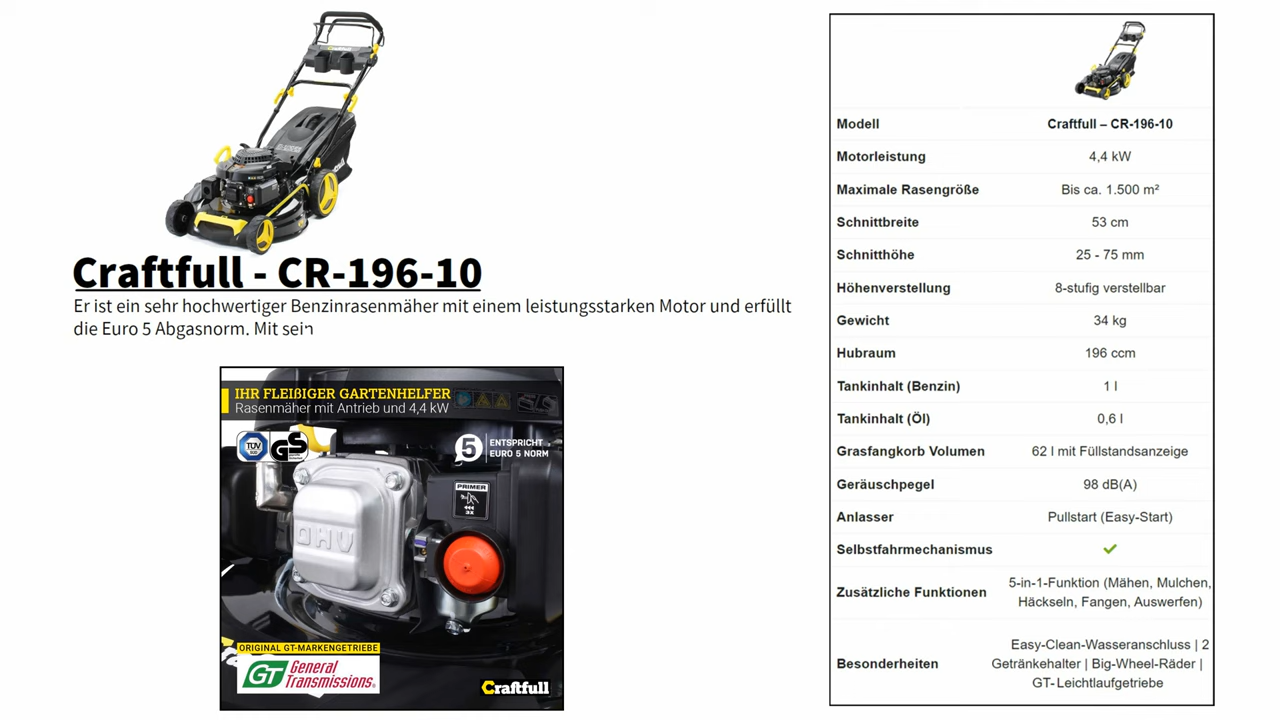 Craftfull - CR-196-10
Er ist ein sehr hochwertiger Benzinrasenmäher mit einem leistungsstarken Motor und erfüllt
die Euro 5 Abgasnorm. Mit sein
IHR FLEIßIGER GARTENHELFER
Rasenmäher mit Antrieb und 4,4 kW
TÜV
GS
5 ENTSPRICHT
EURO 5 NORM
PRIMER
3X
OHV
ORIGINAL GT-MARKENGETRIEBE
GT General
Transmissions
Craftfull
Modell Craftfull – CR-196-10
Motorleistung 4,4 kW
Maximale Rasengröße Bis ca. 1.500 m²
Schnittbreite 53 cm
Schnitthöhe 25 - 75 mm
Höhenverstellung 8-stufig verstellbar
Gewicht 34 kg
Hubraum 196 ccm
Tankinhalt (Benzin) 1 l
Tankinhalt (Öl) 0,6 l
Grasfangkorb Volumen 62 l mit Füllstandsanzeige
Geräuschpegel 98 dB(A)
Anlasser Pullstart (Easy-Start)
Selbstfahrmechanismus ✓
Zusätzliche Funktionen 5-in-1-Funktion (Mähen, Mulchen,
Häckseln, Fangen, Auswerfen)
Besonderheiten Easy-Clean-Wasseranschluss | 2
Getränkehalter | Big-Wheel-Räder |
GT- Leichtlaufgetriebe